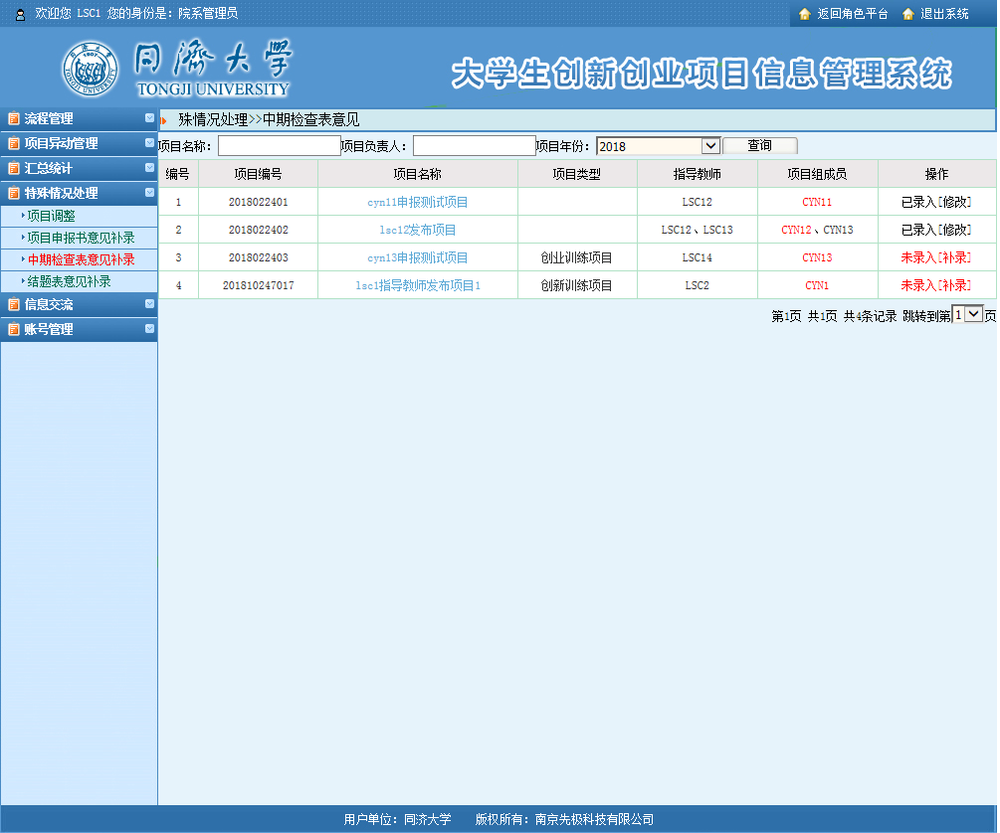 欢迎您 LSC1 您的身份是：院系管理员
返回角色平台 退出系统
同濟大學
TONGJI UNIVERSITY
大学生创新创业项目信息管理系统
流程管理
项目异动管理
汇总统计
特殊情况处理
项目调整
项目申报书意见补录
中期检查表意见补录
结题表意见补录
信息交流
账号管理
殊情况处理>>中期检查表意见
项目名称： 项目负责人： 项目年份： 2018 查询
编号 项目编号 项目名称 项目类型 指导教师 项目组成员 操作
1 2018022401 cyn11申报测试项目 LSC12 CYN11 已录入[修改]
2 2018022402 lsc12发布项目 LSC12、LSC13 CYN12、CYN13 已录入[修改]
3 2018022403 cyn13申报测试项目 创业训练项目 LSC14 CYN13 未录入[补录]
4 201810247017 lsc1指导教师发布项目1 创新训练项目 LSC2 CYN1 未录入[补录]
第1页 共1页 共4条记录 跳转到第 1 页
用户单位：同济大学 版权所有：南京先极科技有限公司